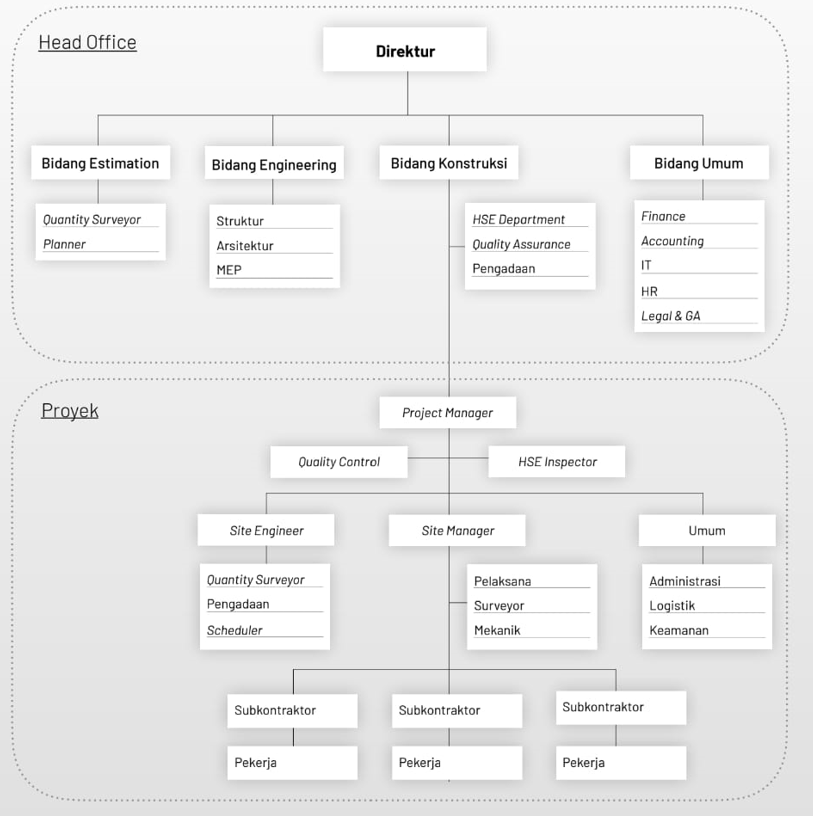 Head Office
Direktur
Bidang Estimation
Bidang Engineering
Bidang Konstruksi
Bidang Umum
Quantity Surveyor
Planner
Struktur
Arsitektur
MEP
HSE Department
Quality Assurance
Pengadaan
Finance
Accounting
IT
HR
Legal & GA
Proyek
Project Manager
Quality Control
HSE Inspector
Site Engineer
Site Manager
Umum
Quantity Surveyor
Pengadaan
Scheduler
Pelaksana
Surveyor
Mekanik
Administrasi
Logistik
Keamanan
Subkontraktor
Subkontraktor
Subkontraktor
Pekerja
Pekerja
Pekerja